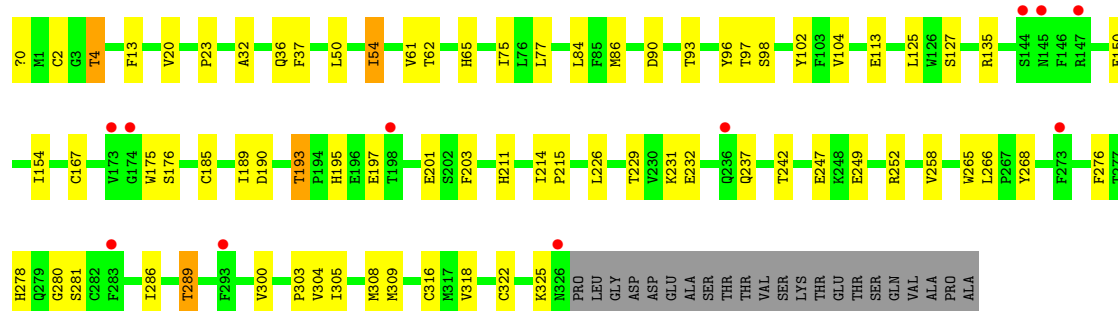 ?0 M1 C2 G3 T4 F13 V20 P23 A32 Q36 F37 L50 I54 V61 T62 H65 I75 L76 L77 L84 F85 M86 D90 T93 Y96 T97 S98 Y102 F103 V104 E113 L125 W126 S127 R135 S144 N145 F146 R147
I154 C167 V173 G174 W175 S176 C185 I189 D190 T193 P194 H195 E196 E197 T198 E201 S202 F203 H211 I214 P215 L226 T229 V230 K231 E232 Q236 Q237 T242 E247 K248 E249 R252 V258 W265 L266 P267 Y268 F273 F276 T277
H278 Q279 G280 S281 C282 F283 I286 T289 F293 V300 P303 V304 I305 M308 M309 C316 M317 V318 C322 K325 N326 PRO LEU GLY ASP ASP GLU ALA SER THR THR VAL SER LYS THR GLU THR THR SER GLN VAL ALA PRO ALA